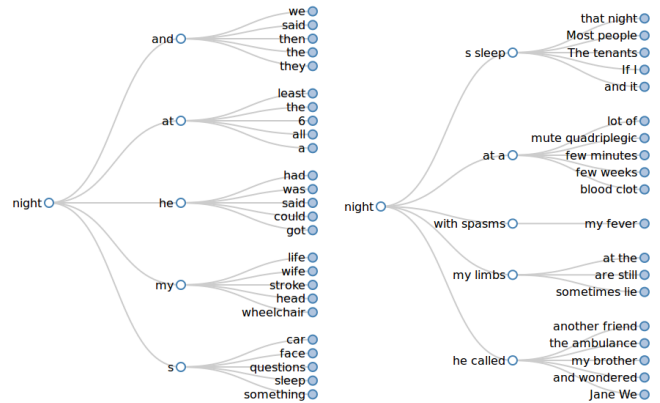 night
and
we
said
then
the
they
at
least
the
6
all
a
he
had
was
said
could
got
my
life
wife
stroke
head
wheelchair
s
car
face
questions
sleep
something
night
s sleep
that night
Most people
The tenants
If I
and it
at a
lot of
mute quadriplegic
few minutes
few weeks
blood clot
with spasms
my fever
my limbs
at the
are still
sometimes lie
he called
another friend
the ambulance
my brother
and wondered
Jane We